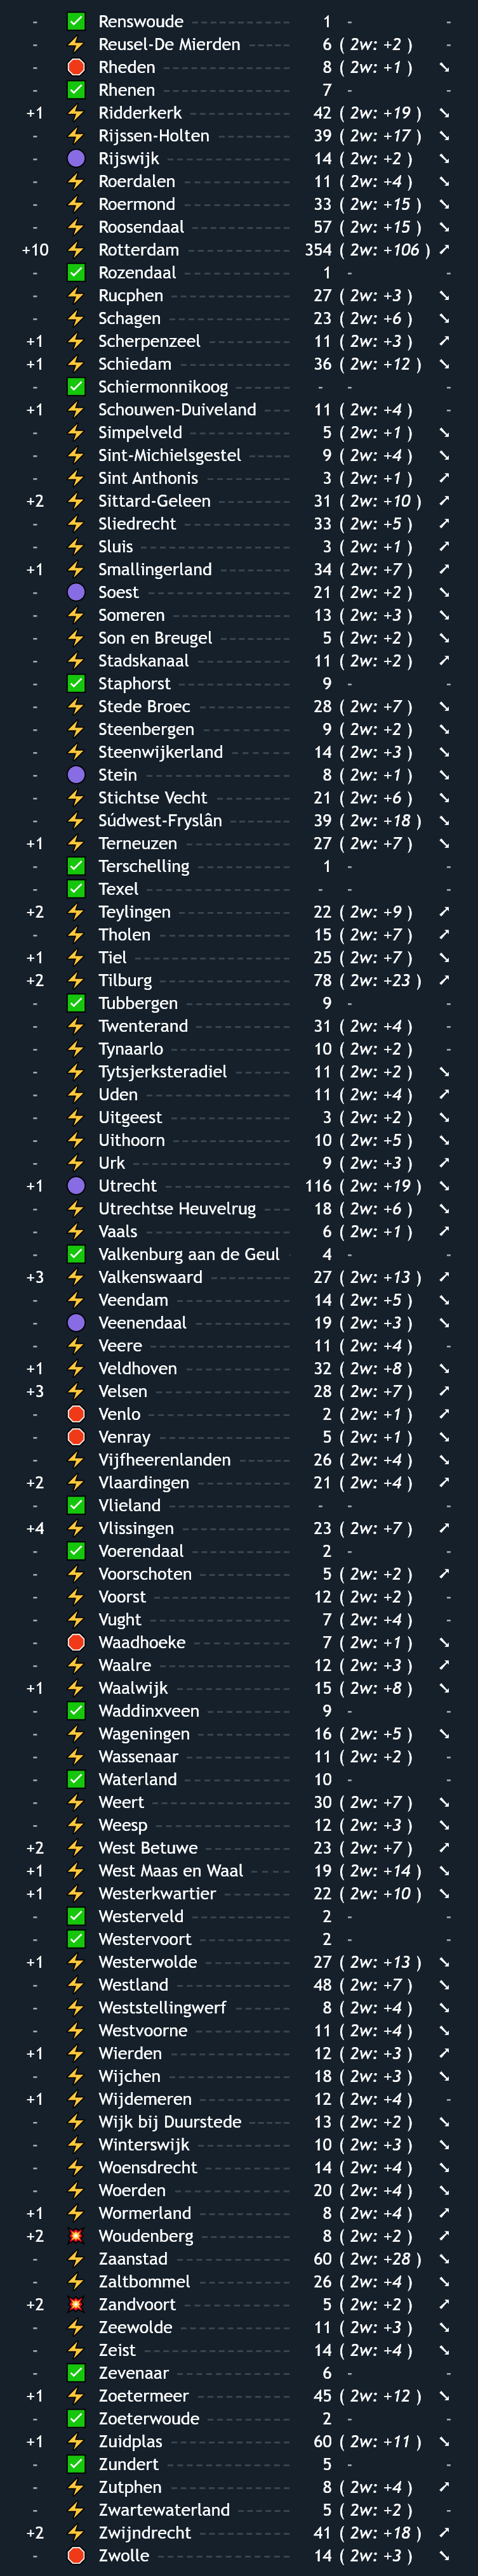 - ✅ Renswoude 1 - -
- ⚡ Reusel-De Mierden 6 ( 2w: +2 ) -
- 🛑 Rheden 8 ( 2w: +1 ) ➘
- ✅ Rhenen 7 - -
+1 ⚡ Ridderkerk 42 ( 2w: +19 ) ➘
- ⚡ Rijssen-Holten 39 ( 2w: +17 ) ➘
- 🟣 Rijswijk 14 ( 2w: +2 ) ➘
- ⚡ Roerdalen 11 ( 2w: +4 ) ➘
- ⚡ Roermond 33 ( 2w: +15 ) ➘
- ⚡ Roosendaal 57 ( 2w: +15 ) ➘
+10 ⚡ Rotterdam 354 ( 2w: +106 ) ➚
- ✅ Rozendaal 1 - -
- ⚡ Rucphen 27 ( 2w: +3 ) ➘
- ⚡ Schagen 23 ( 2w: +6 ) ➘
+1 ⚡ Scherpenzeel 11 ( 2w: +3 ) ➚
+1 ⚡ Schiedam 36 ( 2w: +12 ) ➘
- ✅ Schiermonnikoog - - -
+1 ⚡ Schouwen-Duiveland 11 ( 2w: +4 ) -
- ⚡ Simpelveld 5 ( 2w: +1 ) ➘
- ⚡ Sint-Michielsgestel 9 ( 2w: +4 ) ➘
- ⚡ Sint Anthonis 3 ( 2w: +1 ) ➚
+2 ⚡ Sittard-Geleen 31 ( 2w: +10 ) ➚
- ⚡ Sliedrecht 33 ( 2w: +5 ) ➚
- ⚡ Sluis 3 ( 2w: +1 ) ➚
+1 ⚡ Smallingerland 34 ( 2w: +7 ) ➚
- 🟣 Soest 21 ( 2w: +2 ) ➘
- ⚡ Someren 13 ( 2w: +3 ) ➘
- ⚡ Son en Breugel 5 ( 2w: +2 ) ➘
- ⚡ Stadskanaal 11 ( 2w: +2 ) ➚
- ✅ Staphorst 9 - -
- ⚡ Stede Broec 28 ( 2w: +7 ) ➘
- ⚡ Steenbergen 9 ( 2w: +2 ) ➘
- ⚡ Steenwijkerland 14 ( 2w: +3 ) ➘
- 🟣 Stein 8 ( 2w: +1 ) ➘
- ⚡ Stichtse Vecht 21 ( 2w: +6 ) ➘
- ⚡ Súdwest-Fryslân 39 ( 2w: +18 ) ➘
+1 ⚡ Terneuzen 27 ( 2w: +7 ) ➘
- ✅ Terschelling 1 - -
- ✅ Texel - - -
+2 ⚡ Teylingen 22 ( 2w: +9 ) ➚
- ⚡ Tholen 15 ( 2w: +7 ) ➚
+1 ⚡ Tiel 25 ( 2w: +7 ) ➘
+2 ⚡ Tilburg 78 ( 2w: +23 ) ➚
- ✅ Tubbergen 9 - -
- ⚡ Twenterand 31 ( 2w: +4 ) -
- ⚡ Tynaarlo 10 ( 2w: +2 ) -
- ⚡ Tytsjerksteradiel 11 ( 2w: +2 ) ➘
- ⚡ Uden 11 ( 2w: +4 ) ➚
- ⚡ Uitgeest 3 ( 2w: +2 ) ➘
- ⚡ Uithoorn 10 ( 2w: +5 ) ➘
- ⚡ Urk 9 ( 2w: +3 ) ➚
+1 🟣 Utrecht 116 ( 2w: +19 ) ➘
- ⚡ Utrechtse Heuvelrug 18 ( 2w: +6 ) ➘
- ⚡ Vaals 6 ( 2w: +1 ) ➚
- ✅ Valkenburg aan de Geul 4 - -
+3 ⚡ Valkenswaard 27 ( 2w: +13 ) ➚
- ⚡ Veendam 14 ( 2w: +5 ) ➘
- 🟣 Veenendaal 19 ( 2w: +3 ) ➘
- ⚡ Veere 11 ( 2w: +4 ) -
+1 ⚡ Veldhoven 32 ( 2w: +8 ) ➘
+3 ⚡ Velsen 28 ( 2w: +7 ) ➚
- 🛑 Venlo 2 ( 2w: +1 ) ➚
- 🛑 Venray 5 ( 2w: +1 ) ➘
- ⚡ Vijfheerenlanden 26 ( 2w: +4 ) ➘
+2 ⚡ Vlaardingen 21 ( 2w: +4 ) ➚
- ✅ Vlieland - - -
+4 ⚡ Vlissingen 23 ( 2w: +7 ) ➚
- ✅ Voerendaal 2 - -
- ⚡ Voorschoten 5 ( 2w: +2 ) ➚
- ⚡ Voorst 12 ( 2w: +2 ) -
- ⚡ Vught 7 ( 2w: +4 ) -
- 🛑 Waadhoeke 7 ( 2w: +1 ) ➘
- ⚡ Waalre 12 ( 2w: +3 ) ➚
+1 ⚡ Waalwijk 15 ( 2w: +8 ) ➘
- ✅ Waddinxveen 9 - -
- ⚡ Wageningen 16 ( 2w: +5 ) ➘
- ⚡ Wassenaar 11 ( 2w: +2 ) -
- ✅ Waterland 10 - -
- ⚡ Weert 30 ( 2w: +7 ) ➘
- ⚡ Weesp 12 ( 2w: +3 ) ➘
+2 ⚡ West Betuwe 23 ( 2w: +7 ) ➚
+1 ⚡ West Maas en Waal 19 ( 2w: +14 ) ➘
+1 ⚡ Westerkwartier 22 ( 2w: +10 ) ➘
- ✅ Westerveld 2 - -
- ✅ Westervoort 2 - -
+1 ⚡ Westerwolde 27 ( 2w: +13 ) ➘
- ⚡ Westland 48 ( 2w: +7 ) ➘
- ⚡ Weststellingwerf 8 ( 2w: +4 ) ➘
- ⚡ Westvoorne 11 ( 2w: +4 ) ➘
+1 ⚡ Wierden 12 ( 2w: +3 ) ➚
- ⚡ Wijchen 18 ( 2w: +3 ) ➘
+1 ⚡ Wijdemeren 12 ( 2w: +4 ) -
- ⚡ Wijk bij Duurstede 13 ( 2w: +2 ) ➘
- ⚡ Winterswijk 10 ( 2w: +3 ) ➘
- ⚡ Woensdrecht 14 ( 2w: +4 ) ➘
- ⚡ Woerden 20 ( 2w: +4 ) ➘
+1 ⚡ Wormerland 8 ( 2w: +4 ) ➚
+2 💥 Woudenberg 8 ( 2w: +2 ) ➚
- ⚡ Zaanstad 60 ( 2w: +28 ) ➘
- ⚡ Zaltbommel 26 ( 2w: +4 ) ➘
+2 💥 Zandvoort 5 ( 2w: +2 ) ➚
- ⚡ Zeewolde 11 ( 2w: +3 ) ➘
- ⚡ Zeist 14 ( 2w: +4 ) ➘
- ✅ Zevenaar 6 - -
+1 ⚡ Zoetermeer 45 ( 2w: +12 ) ➘
- ✅ Zoeterwoude 2 - -
+1 ⚡ Zuidplas 60 ( 2w: +11 ) ➘
- ✅ Zundert 5 - -
- ⚡ Zutphen 8 ( 2w: +4 ) ➚
- ⚡ Zwartewaterland 5 ( 2w: +2 ) -
+2 ⚡ Zwijndrecht 41 ( 2w: +18 ) ➚
- 🛑 Zwolle 14 ( 2w: +3 ) ➘